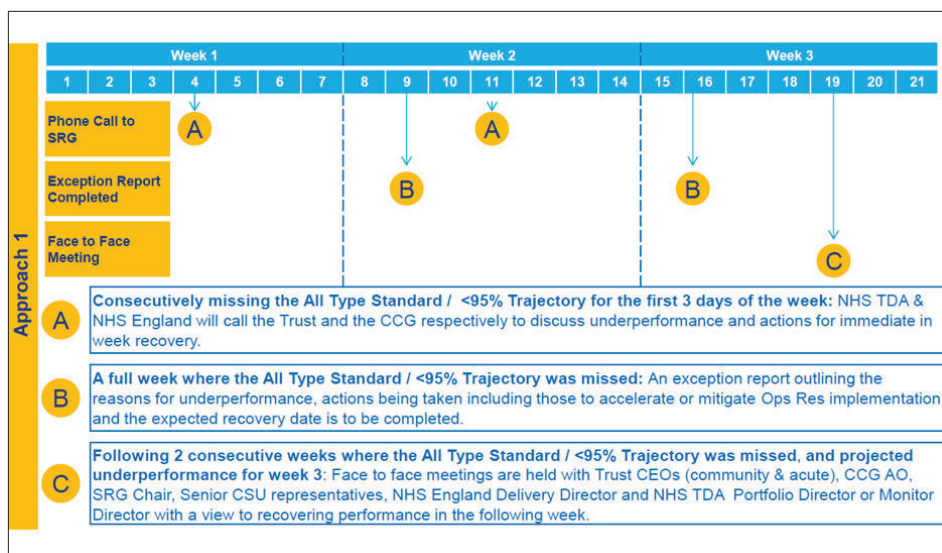 Approach 1
Week 1 Week 2 Week 3
1 2 3 4 5 6 7 8 9 10 11 12 13 14 15 16 17 18 19 20 21
Phone Call to
SRG
A A
Exception Report
Completed
B B
Face to Face
Meeting
C
A
Consecutively missing the All Type Standard / <95% Trajectory for the first 3 days of the week: NHS TDA &
NHS England will call the Trust and the CCG respectively to discuss underperformance and actions for immediate in
week recovery.
B
A full week where the All Type Standard / <95% Trajectory was missed: An exception report outlining the
reasons for underperformance, actions being taken including those to accelerate or mitigate Ops Res implementation
and the expected recovery date is to be completed.
C
Following 2 consecutive weeks where the All Type Standard / <95% Trajectory was missed, and projected
underperformance for week 3: Face to face meetings are held with Trust CEOs (community & acute), CCG AO,
SRG Chair, Senior CSU representatives, NHS England Delivery Director and NHS TDA Portfolio Director or Monitor
Director with a view to recovering performance in the following week.